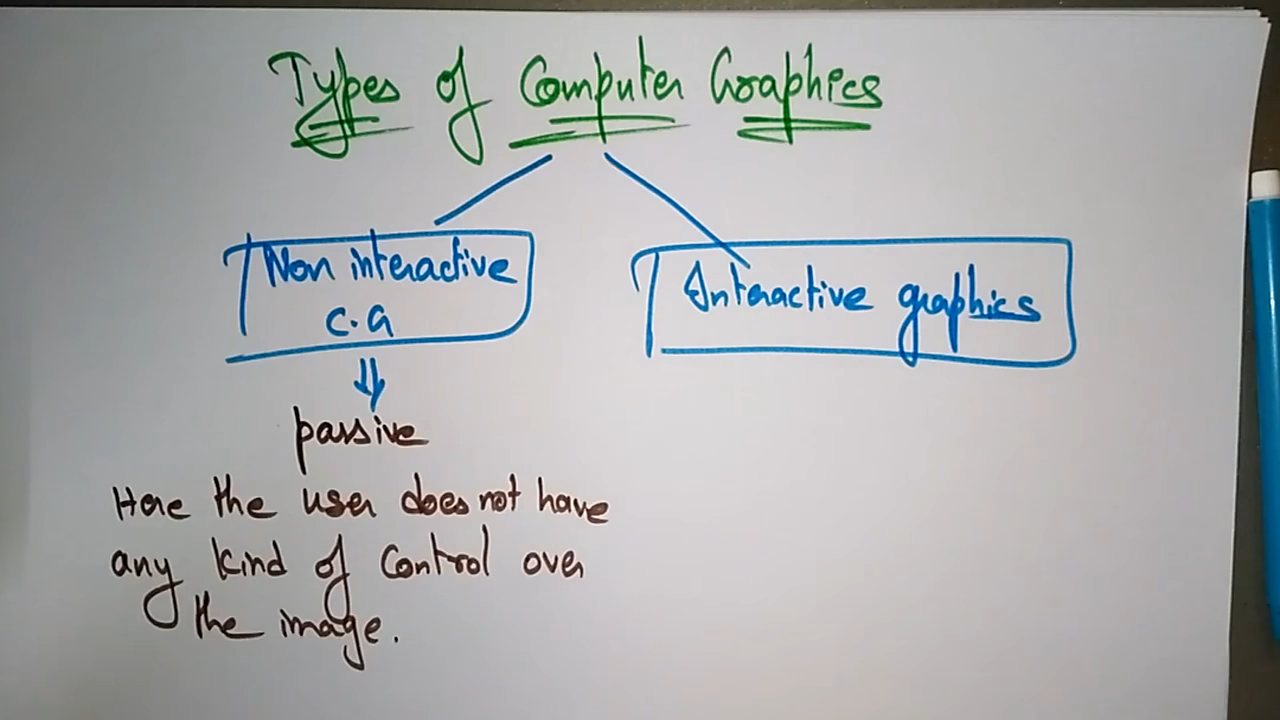 Types of Computer Graphics
Non interactive
C.G
Interactive graphics
passive
Here the user does not have
any kind of Control over
the image.